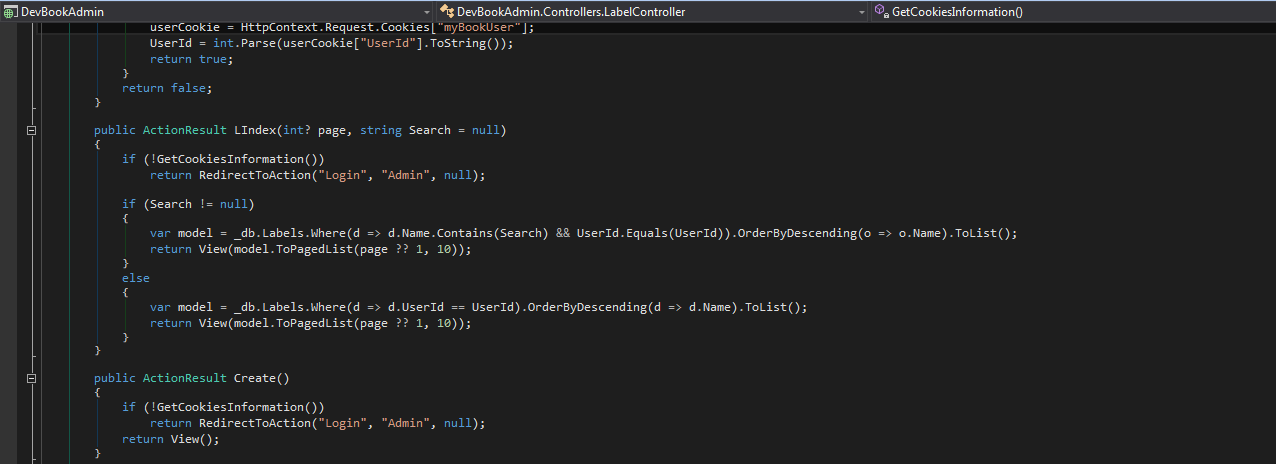 DevBookAdmin DevBookAdmin.Controllers.LabelController GetCookiesInformation()
userCookie = HttpContext.Request.Cookies["myBookUser"];
UserId = int.Parse(userCookie["UserId"].ToString());
return true;
}
return false;
}
public ActionResult LIndex(int? page, string Search = null)
{
if (!GetCookiesInformation())
return RedirectToAction("Login", "Admin", null);
if (Search != null)
{
var model = _db.Labels.Where(d => d.Name.Contains(Search) && UserId.Equals(UserId)).OrderByDescending(o => o.Name).ToList();
return View(model.ToPagedList(page ?? 1, 10));
}
else
{
var model = _db.Labels.Where(d => d.UserId == UserId).OrderByDescending(d => d.Name).ToList();
return View(model.ToPagedList(page ?? 1, 10));
}
}
public ActionResult Create()
{
if (!GetCookiesInformation())
return RedirectToAction("Login", "Admin", null);
return View();
}